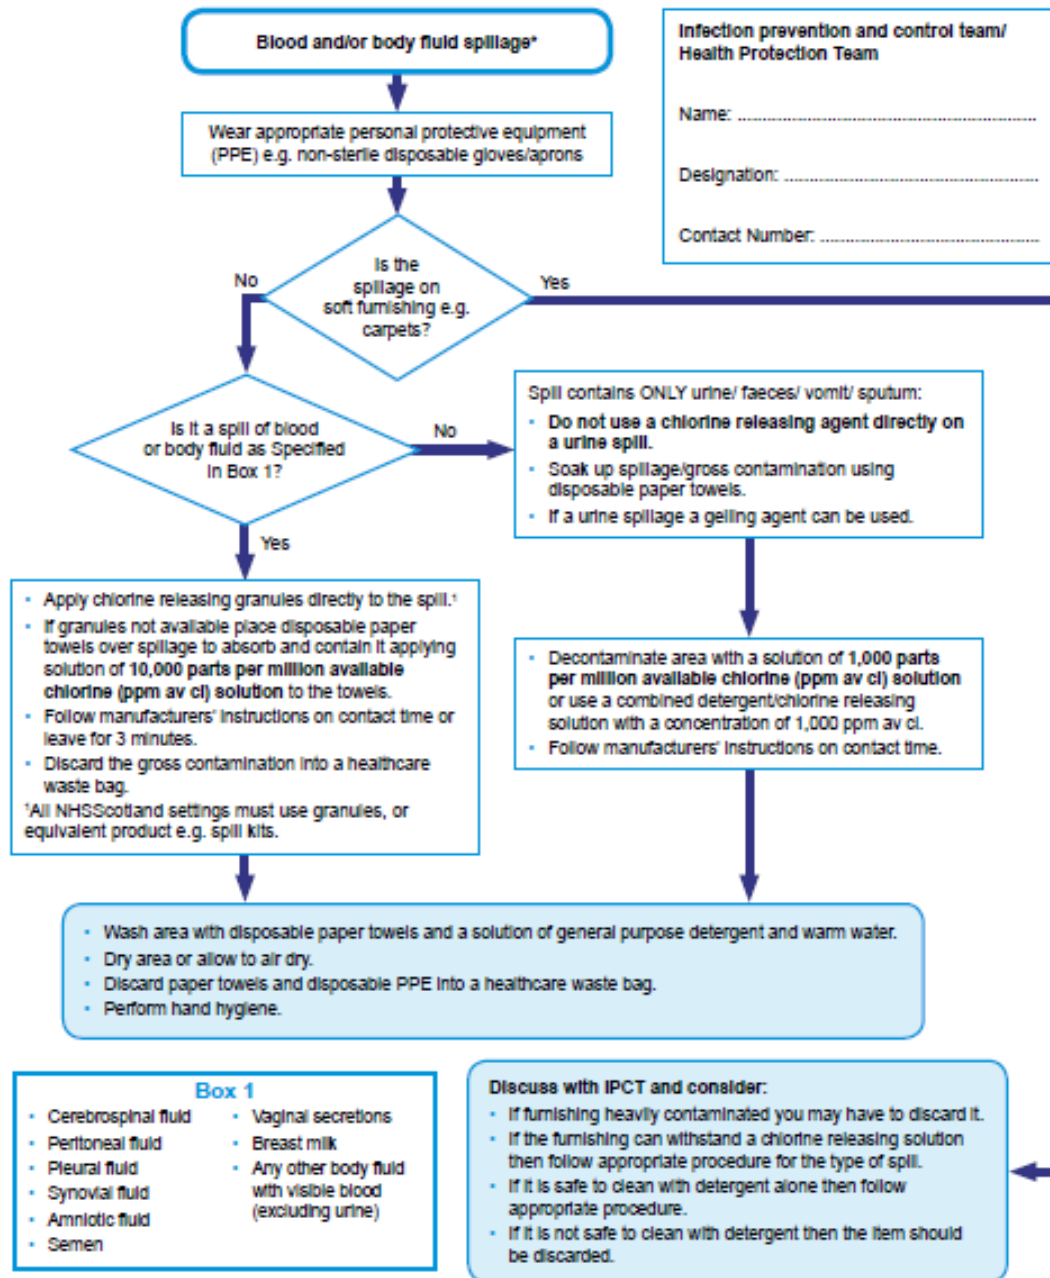 Blood and/or body fluid spillage*
Infection prevention and control team/
Health Protection Team
Name: ..........................................................
Designation: .................................................
Contact Number: ...........................................
Wear appropriate personal protective equipment
(PPE) e.g. non-sterile disposable gloves/aprons
Is the
spillage on
soft furnishing e.g.
carpets?
No
Yes
Is it a spill of blood
or body fluid as Specified
in Box 1?
No
Yes
Spill contains ONLY urine/ faeces/ vomit/ sputum:
• Do not use a chlorine releasing agent directly on
a urine spill.
• Soak up spillage/gross contamination using
disposable paper towels.
• If a urine spillage a gelling agent can be used.
• Apply chlorine releasing granules directly to the spill.¹
• If granules not available place disposable paper
towels over spillage to absorb and contain it applying
solution of 10,000 parts per million available
chlorine (ppm av cl) solution to the towels.
• Follow manufacturers' instructions on contact time or
leave for 3 minutes.
• Discard the gross contamination into a healthcare
waste bag.
¹All NHSScotland settings must use granules, or
equivalent product e.g. spill kits.
• Decontaminate area with a solution of 1,000 parts
per million available chlorine (ppm av cl) solution
or use a combined detergent/chlorine releasing
solution with a concentration of 1,000 ppm av cl.
• Follow manufacturers' instructions on contact time.
• Wash area with disposable paper towels and a solution of general purpose detergent and warm water.
• Dry area or allow to air dry.
• Discard paper towels and disposable PPE into a healthcare waste bag.
• Perform hand hygiene.
Box 1
• Cerebrospinal fluid
• Peritoneal fluid
• Pleural fluid
• Synovial fluid
• Amniotic fluid
• Semen
• Vaginal secretions
• Breast milk
• Any other body fluid
with visible blood
(excluding urine)
Discuss with IPCT and consider:
• If furnishing heavily contaminated you may have to discard it.
• If the furnishing can withstand a chlorine releasing solution
then follow appropriate procedure for the type of spill.
• If it is safe to clean with detergent alone then follow
appropriate procedure.
• If it is not safe to clean with detergent then the item should
be discarded.